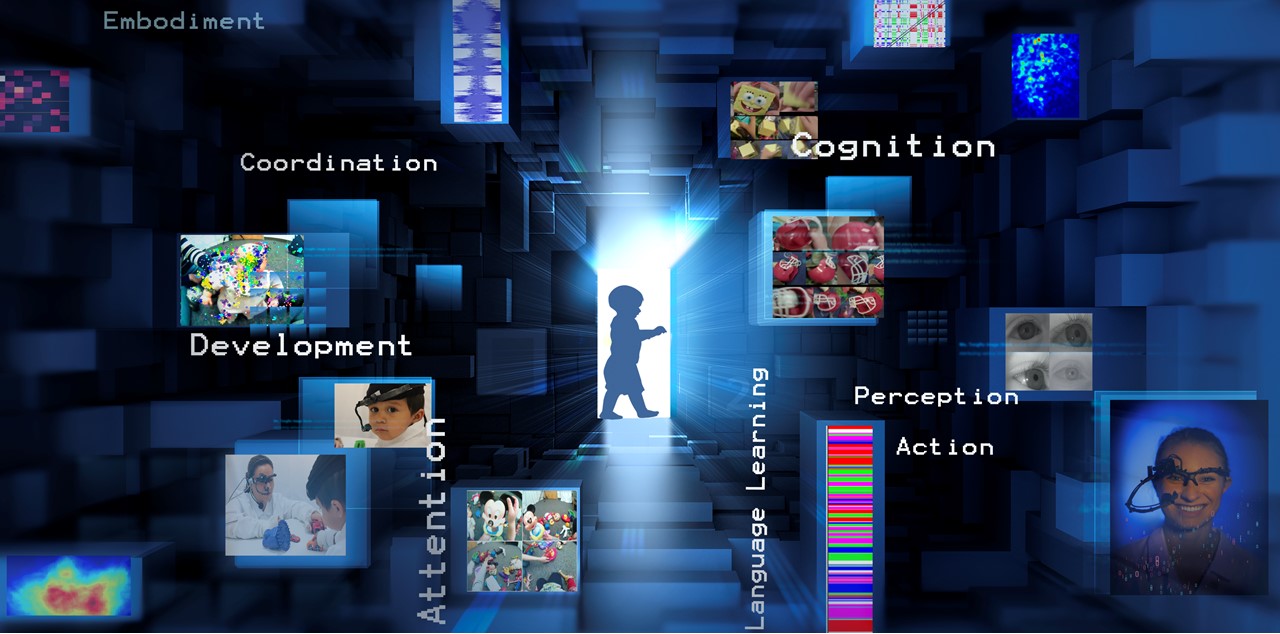 Embodiment
Cognition
Coordination
Development
Perception
Action
Attention
Language Learning